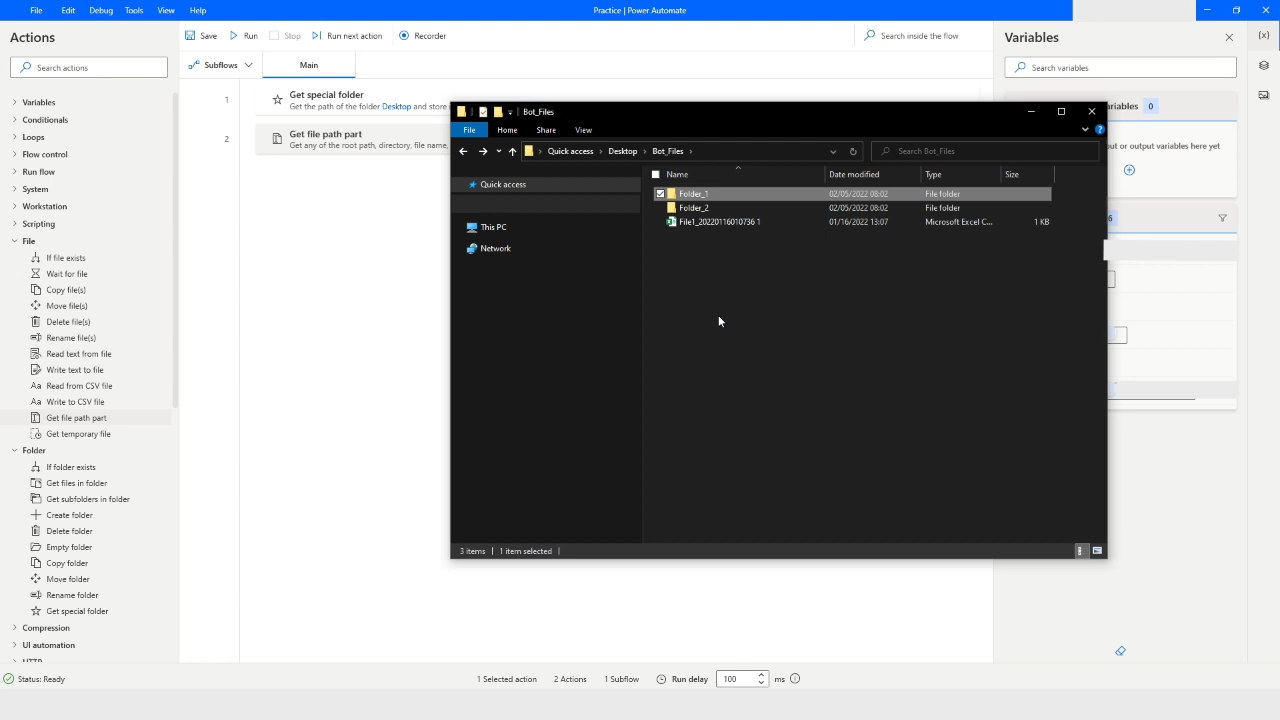 File Edit Debug Tools View Help
Practice | Power Automate
Actions
Search actions
Variables
Conditionals
Loops
Flow control
Run flow
System
Workstation
Scripting
File
If file exists
Wait for file
Copy file(s)
Move file(s)
Delete file(s)
Rename file(s)
Read text from file
Write text to file
Aa Read from CSV file
Aa Write to CSV file
Get file path part
Get temporary file
Folder
If folder exists
Get files in folder
Get subfolders in folder
Create folder
Delete folder
Empty folder
Copy folder
Move folder
Rename folder
Get special folder
Compression
UI automation
Save Run Stop Run next action Recorder
Search inside the flow
Subflows Main
1 Get special folder
Get the path of the folder Desktop and store
2 Get file path part
Get any of the root path, directory, file name,
Bot_Files
File Home Share View
Quick access > Desktop > Bot_Files >
Search Bot_Files
Quick access
This PC
Network
Name Date modified Type Size
Folder_1 02/05/2022 08:02 File folder
Folder_2 02/05/2022 08:02 File folder
File1_20220116010736 1 01/16/2022 13:07 Microsoft Excel C... 1 KB
3 items | 1 item selected |
Variables
{x}
Search variables
ariables 0
out or output variables here yet
6
Status: Ready
1 Selected action 2 Actions 1 Subflow Run delay 100 ms